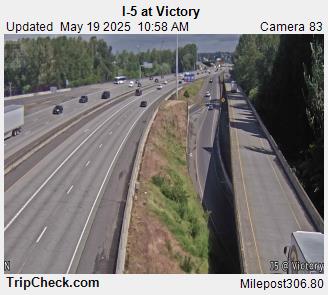 I-5 at Victory
Updated  May 19 2025  10:58 AM
Camera 83
N
I5 @ Victory
TripCheck.com
Milepost306.80